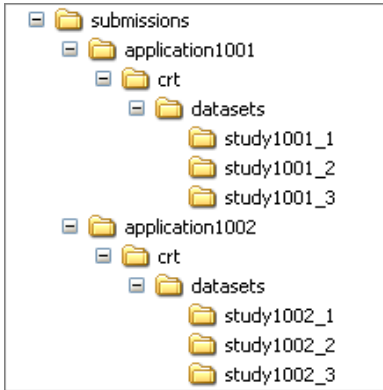 submissions
application1001
crt
datasets
study1001_1
study1001_2
study1001_3
application1002
crt
datasets
study1002_1
study1002_2
study1002_3